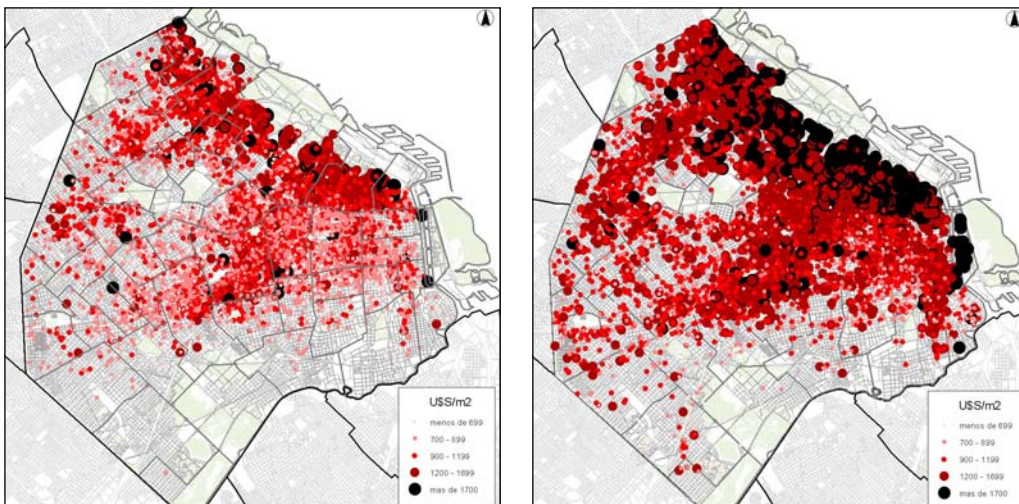 U$S/m2
menos de 699
700 - 899
900 - 1199
1200 - 1699
mas de 1700
U$S/m2
menos de 699
700 - 899
900 - 1199
1200 - 1699
mas de 1700